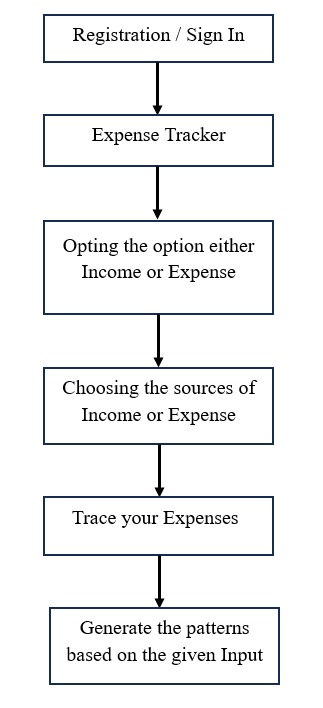 Registration / Sign In
Expense Tracker
Opting the option either
Income or Expense
Choosing the sources of
Income or Expense
Trace your Expenses
Generate the patterns
based on the given Input